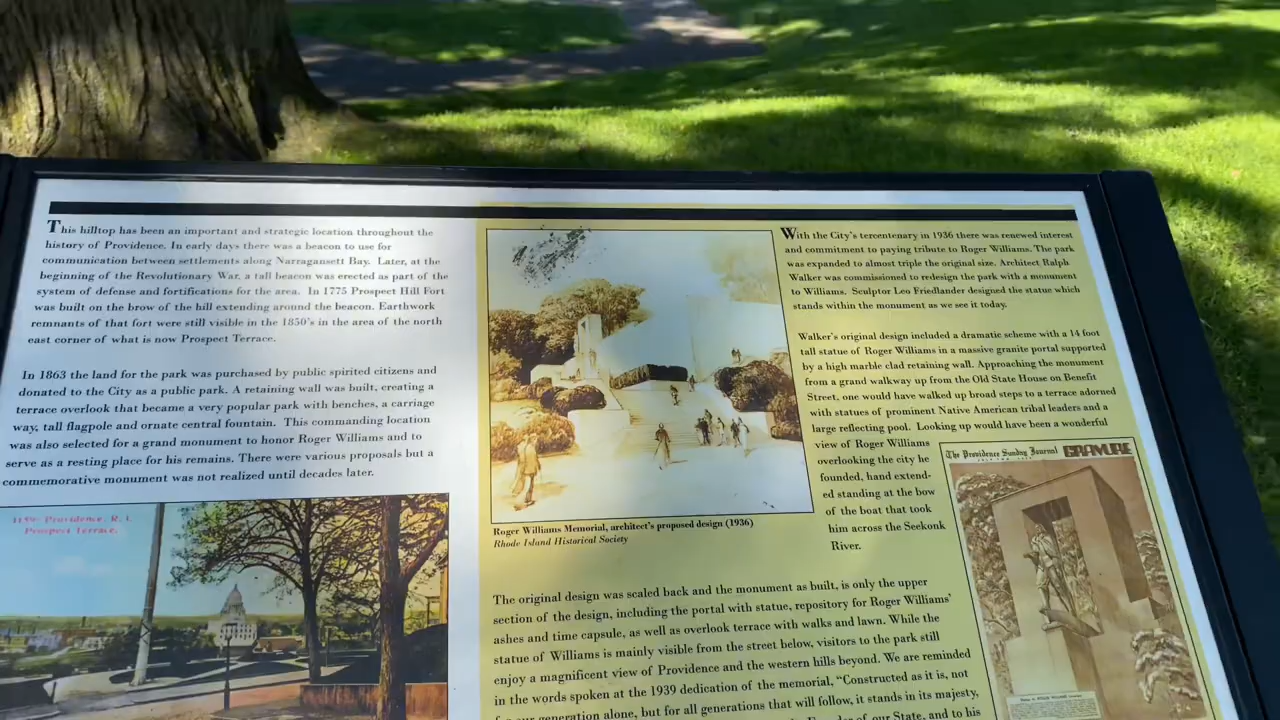 This hilltop has been an important and strategic location throughout the
history of Providence. In early days there was a beacon to use for
communication between settlements along Narragansett Bay. Later, at the
beginning of the Revolutionary War, a tall beacon was erected as part of the
system of defense and fortifications for the area. In 1775 Prospect Hill Fort
was built on the brow of the hill extending around the beacon. Earthwork
remnants of that fort were still visible in the 1850's in the area of the north
east corner of what is now Prospect Terrace.
In 1863 the land for the park was purchased by public spirited citizens and
donated to the City as a public park. A retaining wall was built, creating a
terrace overlook that became a very popular park with benches, a carriage
way, tall flagpole and ornate central fountain. This commanding location
was also selected for a grand monument to honor Roger Williams and to
serve as a resting place for his remains. There were various proposals but a
commemorative monument was not realized until decades later.
Providence, R. I.
Prospect Terrace.
Roger Williams Memorial, architect's proposed design (1936)
Rhode Island Historical Society
With the City's tercentenary in 1936 there was renewed interest
and commitment to paying tribute to Roger Williams. The park
was expanded to almost triple the original size. Architect Ralph
Walker was commissioned to redesign the park with a monument
to Williams. Sculptor Leo Friedlander designed the statue which
stands within the monument as we see it today.
Walker's original design included a dramatic scheme with a 14 foot
tall statue of Roger Williams in a massive granite portal supported
by a high marble clad retaining wall. Approaching the monument
from a grand walkway up from the Old State House on Benefit
Street, one would have walked up broad steps to a terrace adorned
with statues of prominent Native American tribal leaders and a
large reflecting pool. Looking up would have been a wonderful
view of Roger Williams
overlooking the city he
founded, hand extend-
ed standing at the bow
of the boat that took
him across the Seekonk
River.
The Providence Sunday Journal GRAVURE
The original design was scaled back and the monument as built, is only the upper
section of the design, including the portal with statue, repository for Roger Williams'
ashes and time capsule, as well as overlook terrace with walks and lawn. While the
statue of Williams is mainly visible from the street below, visitors to the park still
enjoy a magnificent view of Providence and the western hills beyond. We are reminded
in the words spoken at the 1939 dedication of the memorial, "Constructed as it is, not
for our generation alone, but for all generations that will follow, it stands in its majesty,
of our State, and to his